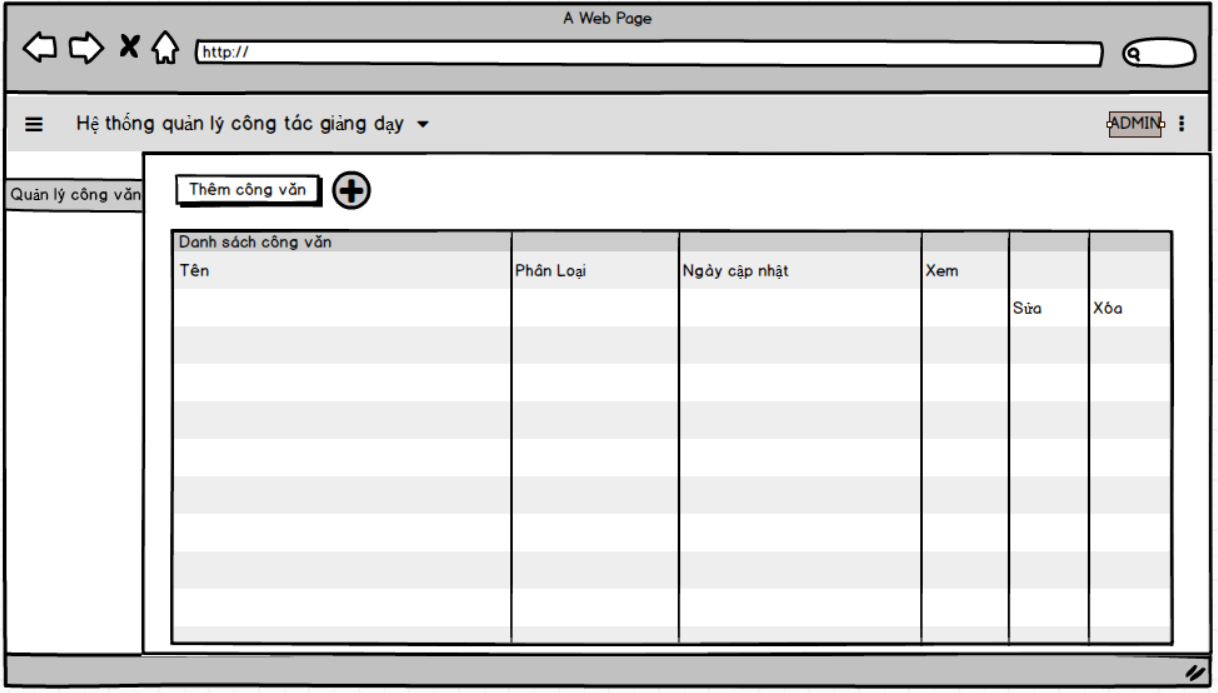 A Web Page
http://
Hệ thống quản lý công tác giảng dạy
ADMIN
Quản lý công văn
Thêm công văn
Danh sách công văn
Tên Phân Loại Ngày cập nhật Xem
Sửa Xóa